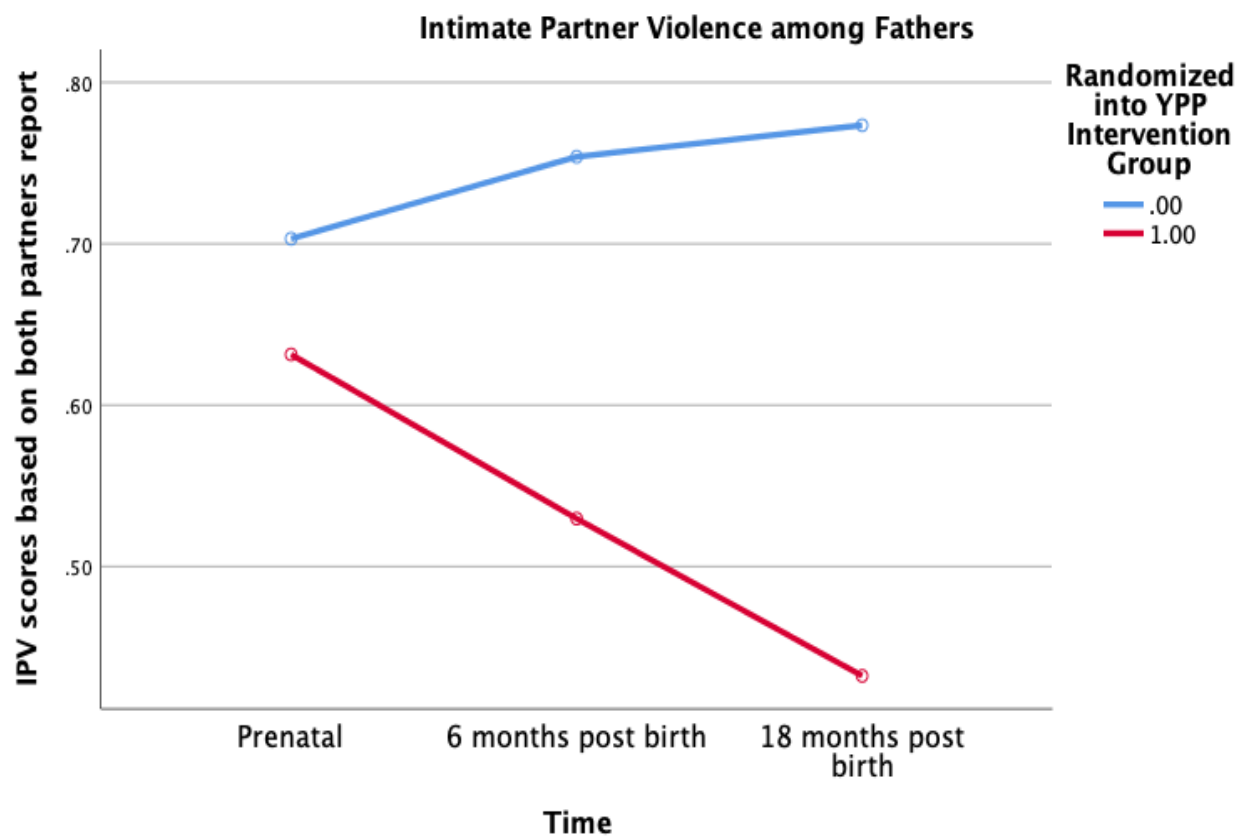 Intimate Partner Violence among Fathers
IPV scores based on both partners report
.80
.70
.60
.50
Prenatal
6 months post birth
18 months post
birth
Time
Randomized
into YPP
Intervention
Group
.00
1.00